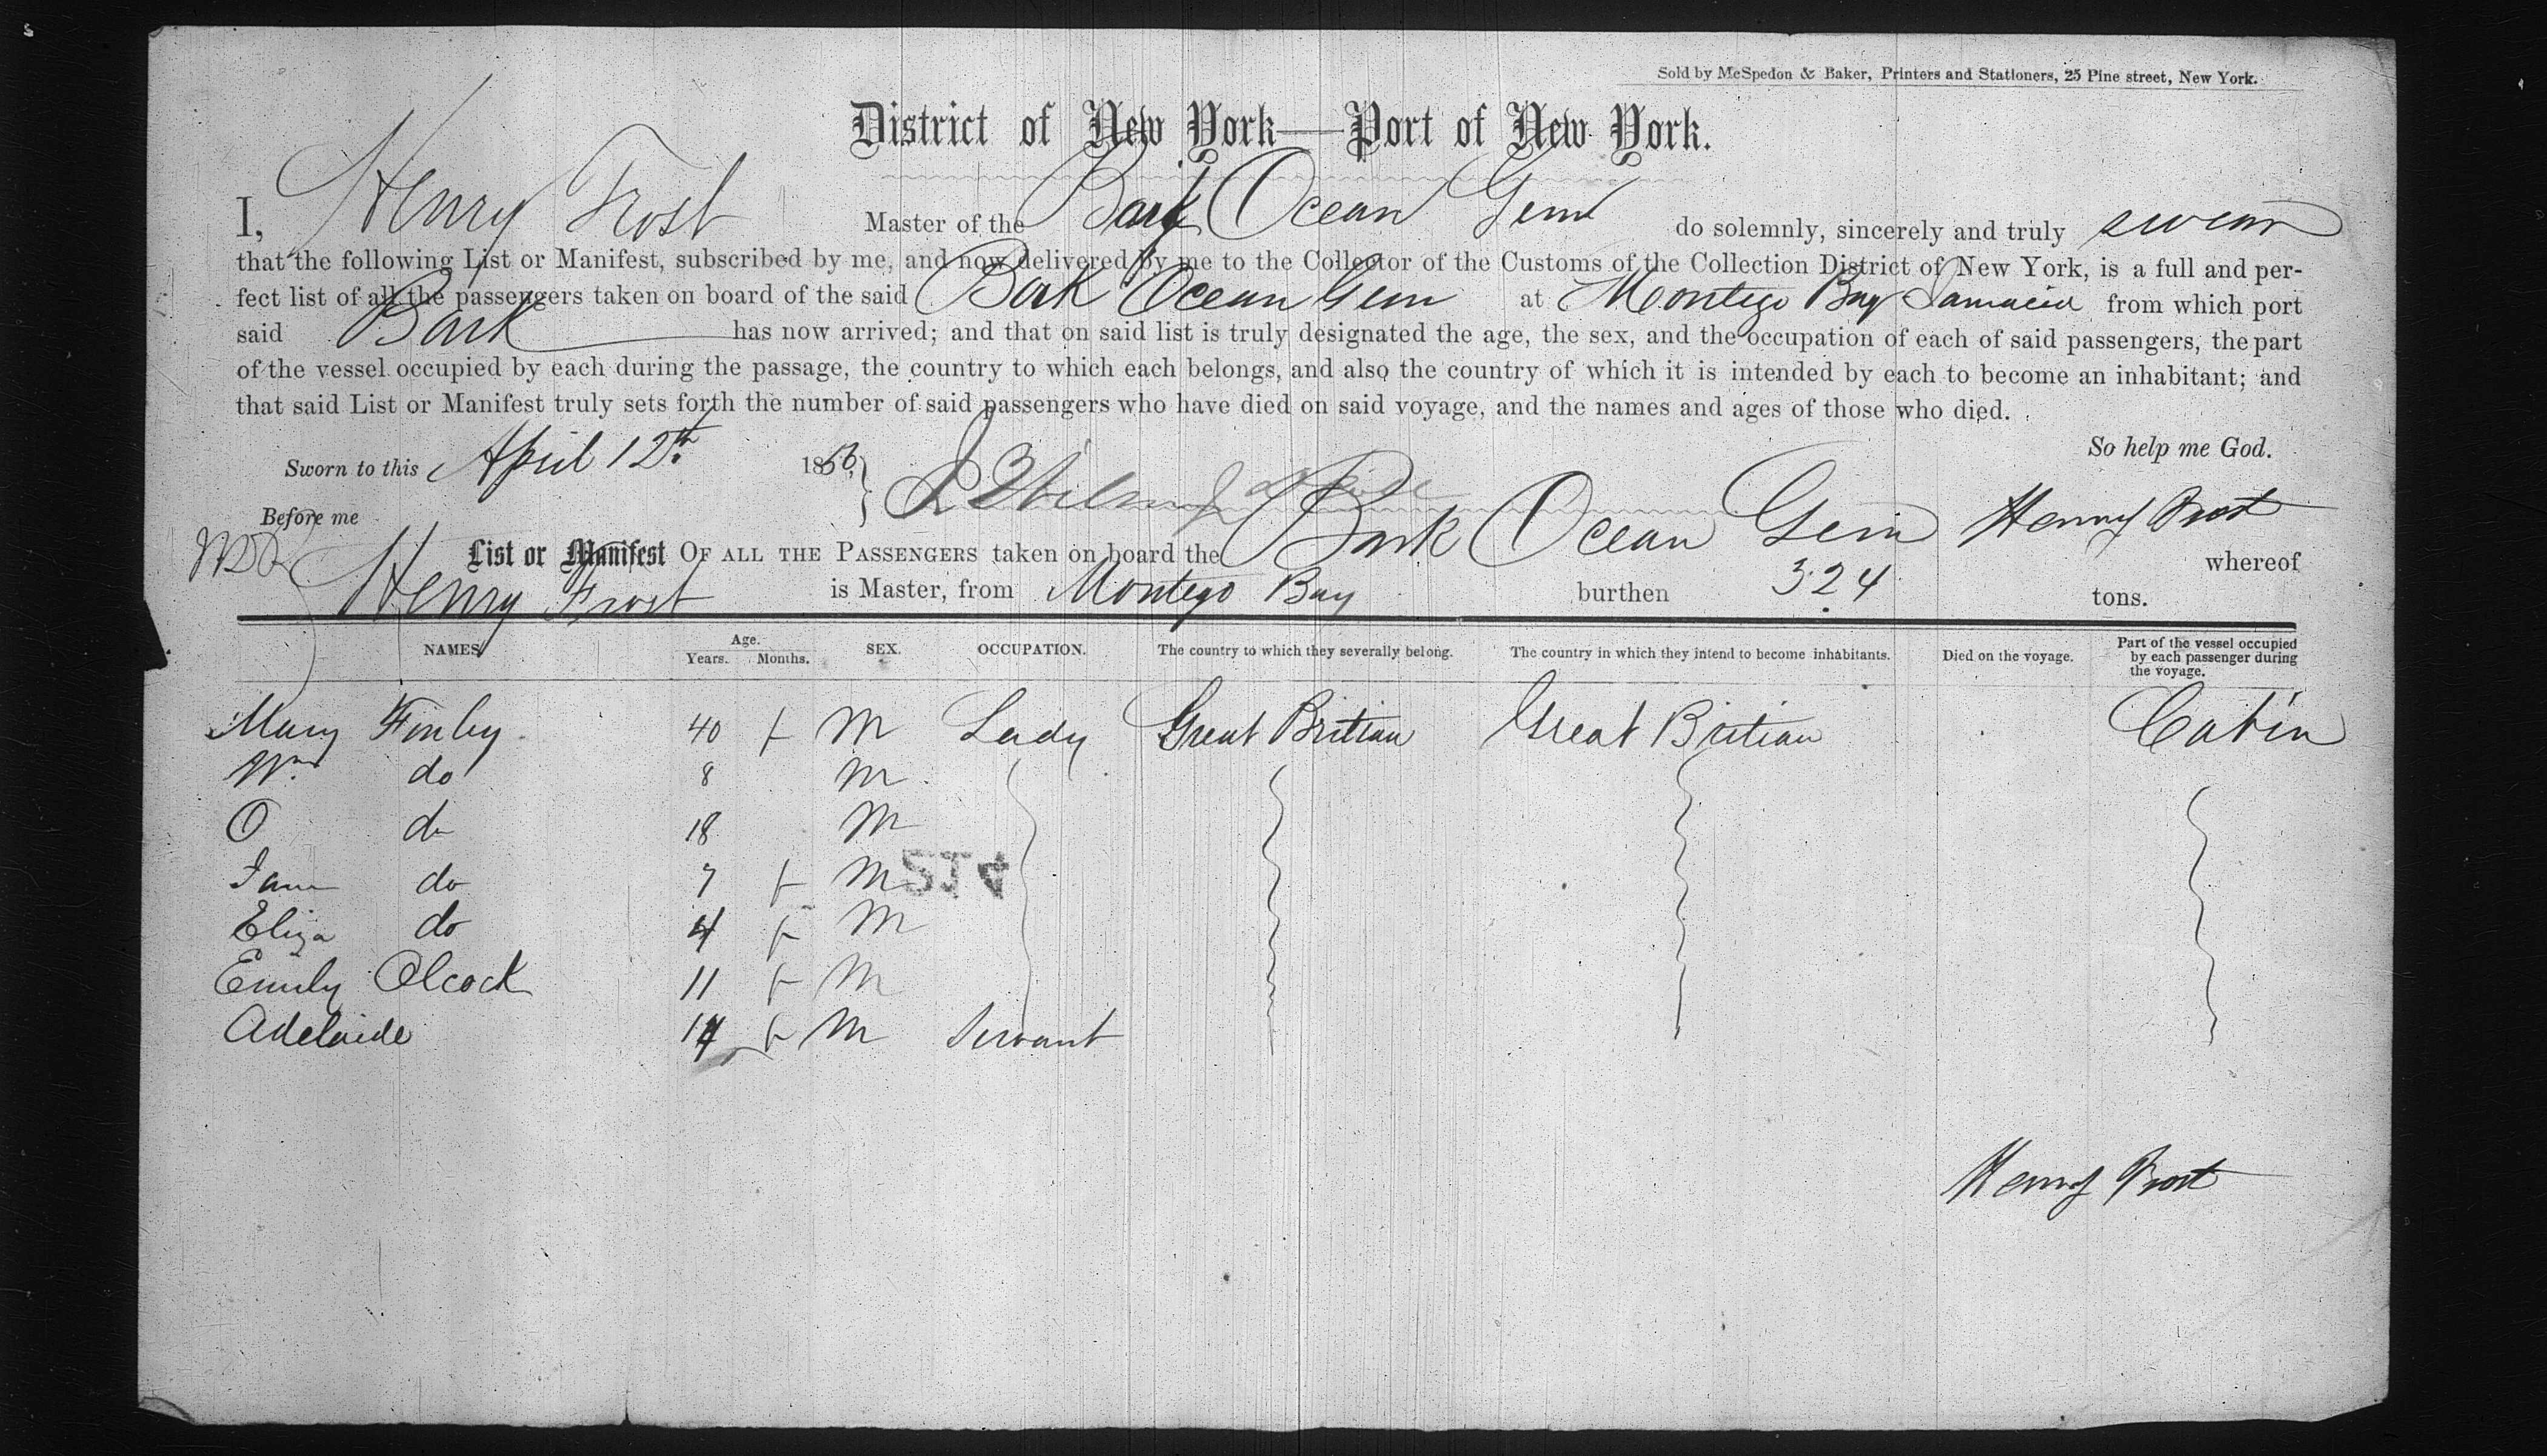 Sold by McSpedon & Baker, Printers and Stationers, 25 Pine street, New York.
District of New York—Port of New York.
I, Henry Frost Master of the Bark Ocean Gem do solemnly, sincerely and truly swear
that the following List or Manifest, subscribed by me, and now delivered by me to the Collector of the Customs of the Collection District of New York, is a full and per-
fect list of all the passengers taken on board of the said Bark Ocean Gem at Montego Bay Jamaica from which port
said Bark has now arrived; and that on said list is truly designated the age, the sex, and the occupation of each of said passengers, the part
of the vessel occupied by each during the passage, the country to which each belongs, and also the country of which it is intended by each to become an inhabitant; and
that said List or Manifest truly sets forth the number of said passengers who have died on said voyage, and the names and ages of those who died.
So help me God.
Sworn to this April 12th 186
Before me
Henry Frost
List or Manifest OF ALL THE PASSENGERS taken on board the Bark Ocean Gem whereof
Henry Frost is Master, from Montego Bay burthen 324 tons.
NAMES Age. Years. Months. SEX. OCCUPATION. The country to which they severally belong. The country in which they intend to become inhabitants. Died on the voyage. Part of the vessel occupied by each passenger during the voyage.
Mary Finley 40 f M Lady Great Brittan Great Britian Cabin
Wm do 8 M
O do 18 M
Jane do 7 f M
Eliza do 4 f M
Emily Alcock 11 f M
Adelaide 14 f M Servant
514
Henry Frost